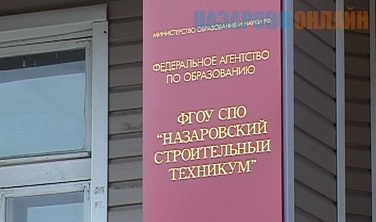 НАЗАРОВО ОНЛАЙН
МИНИСТЕРСТВО ОБРАЗОВАНИЯ И НАУКИ РФ
ФЕДЕРАЛЬНОЕ АГЕНТСТВО
ПО ОБРАЗОВАНИЮ
ФГОУ СПО
"НАЗАРОВСКИЙ
СТРОИТЕЛЬНЫЙ
ТЕХНИКУМ"